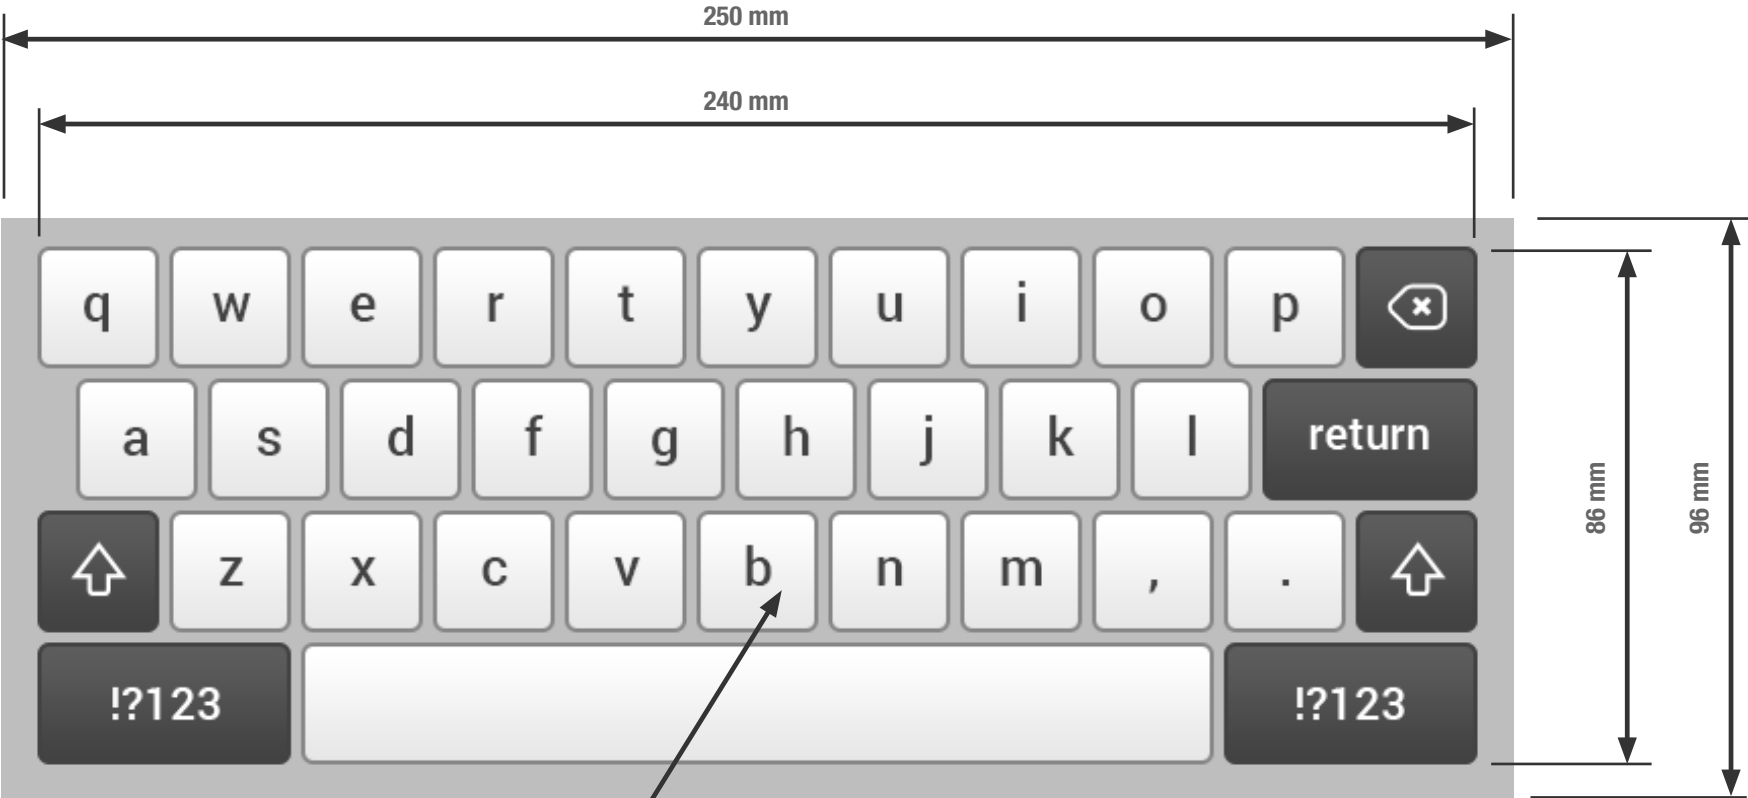 250 mm
240 mm
q w e r t y u i o p
a s d f g h j k l return
z x c v b n m , .
!?123 !?123
86 mm
96 mm